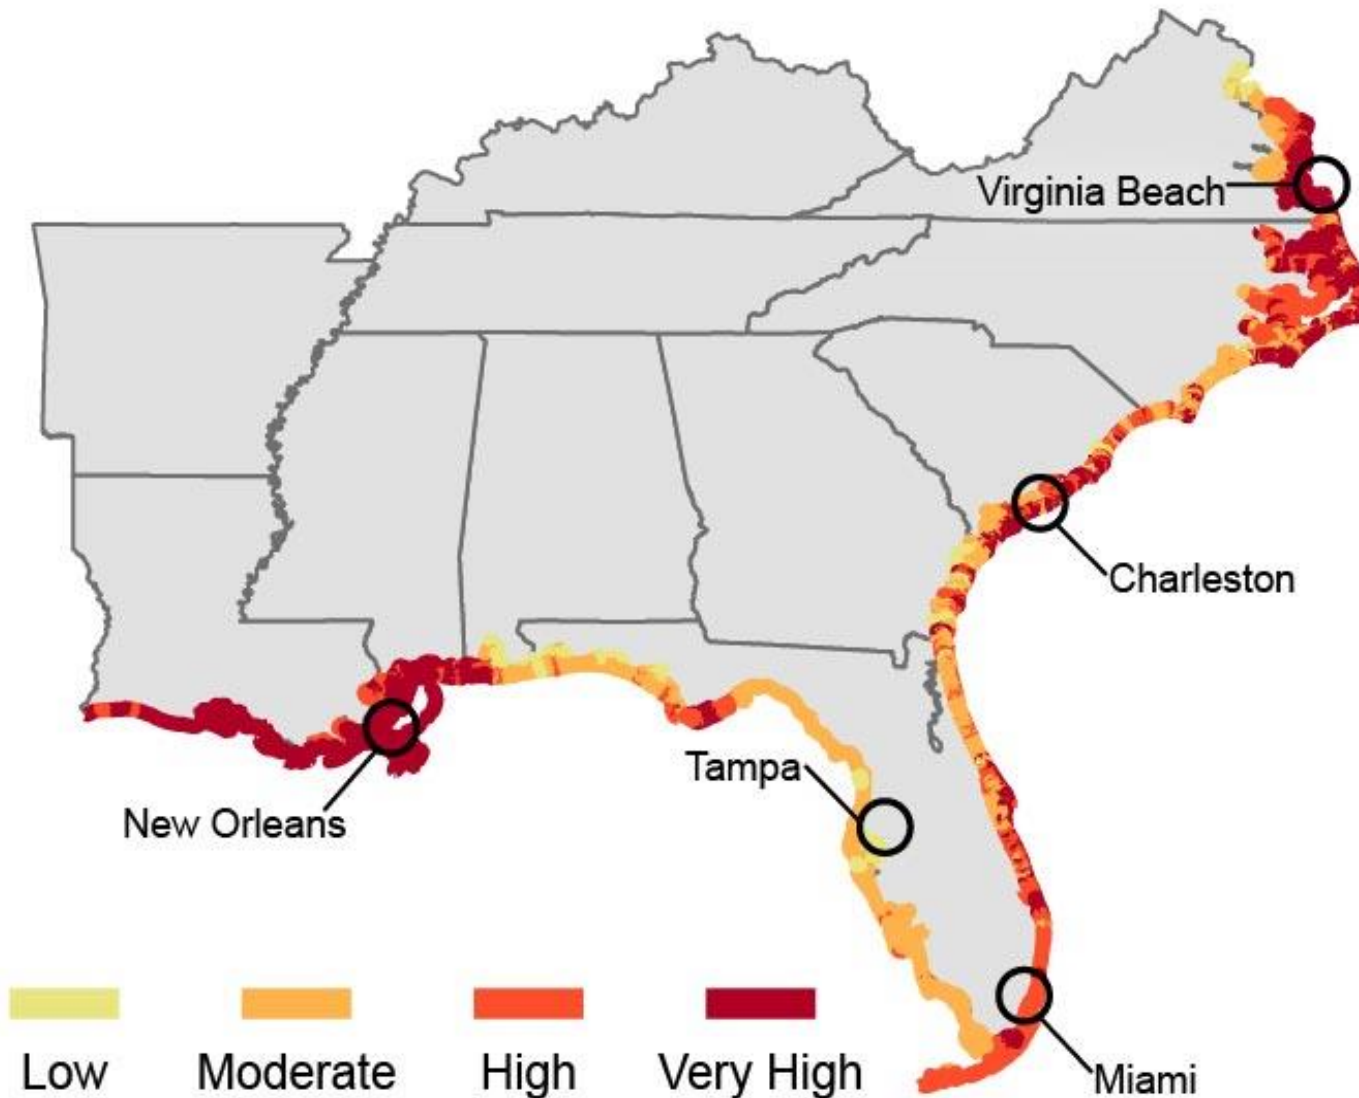 Virginia Beach
Charleston
Tampa
New Orleans
Miami
Low
Moderate
High
Very High